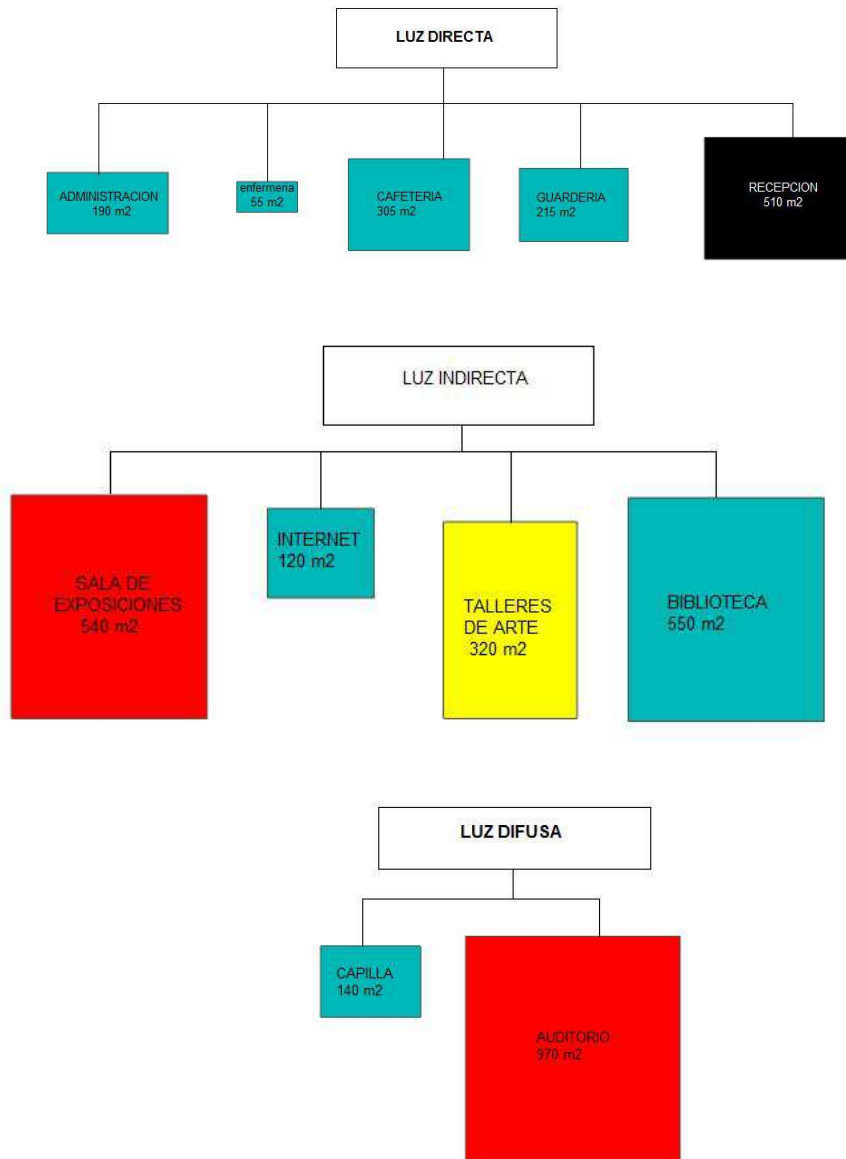 LUZ DIRECTA
ADMINISTRACION
190 m2
enfermeria
55 m2
CAFETERIA
305 m2
GUARDERIA
215 m2
RECEPCION
510 m2
LUZ INDIRECTA
SALA DE
EXPOSICIONES
540 m2
INTERNET
120 m2
TALLERES
DE ARTE
320 m2
BIBLIOTECA
550 m2
LUZ DIFUSA
CAPILLA
140 m2
AUDITORIO
970 m2